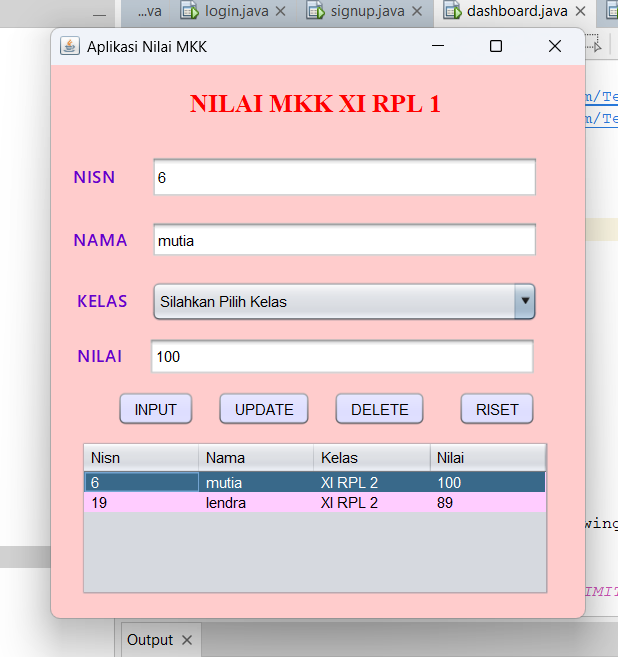 ...va login.java signup.java dashboard.java
Aplikasi Nilai MKK
NILAI MKK XI RPL 1
m/Te
m/Te
NISN 6
NAMA mutia
KELAS Silahkan Pilih Kelas
NILAI 100
INPUT UPDATE DELETE RISET
Nisn Nama Kelas Nilai
6 mutia XI RPL 2 100
19 lendra XI RPL 2 89
wing
IMIT
Output